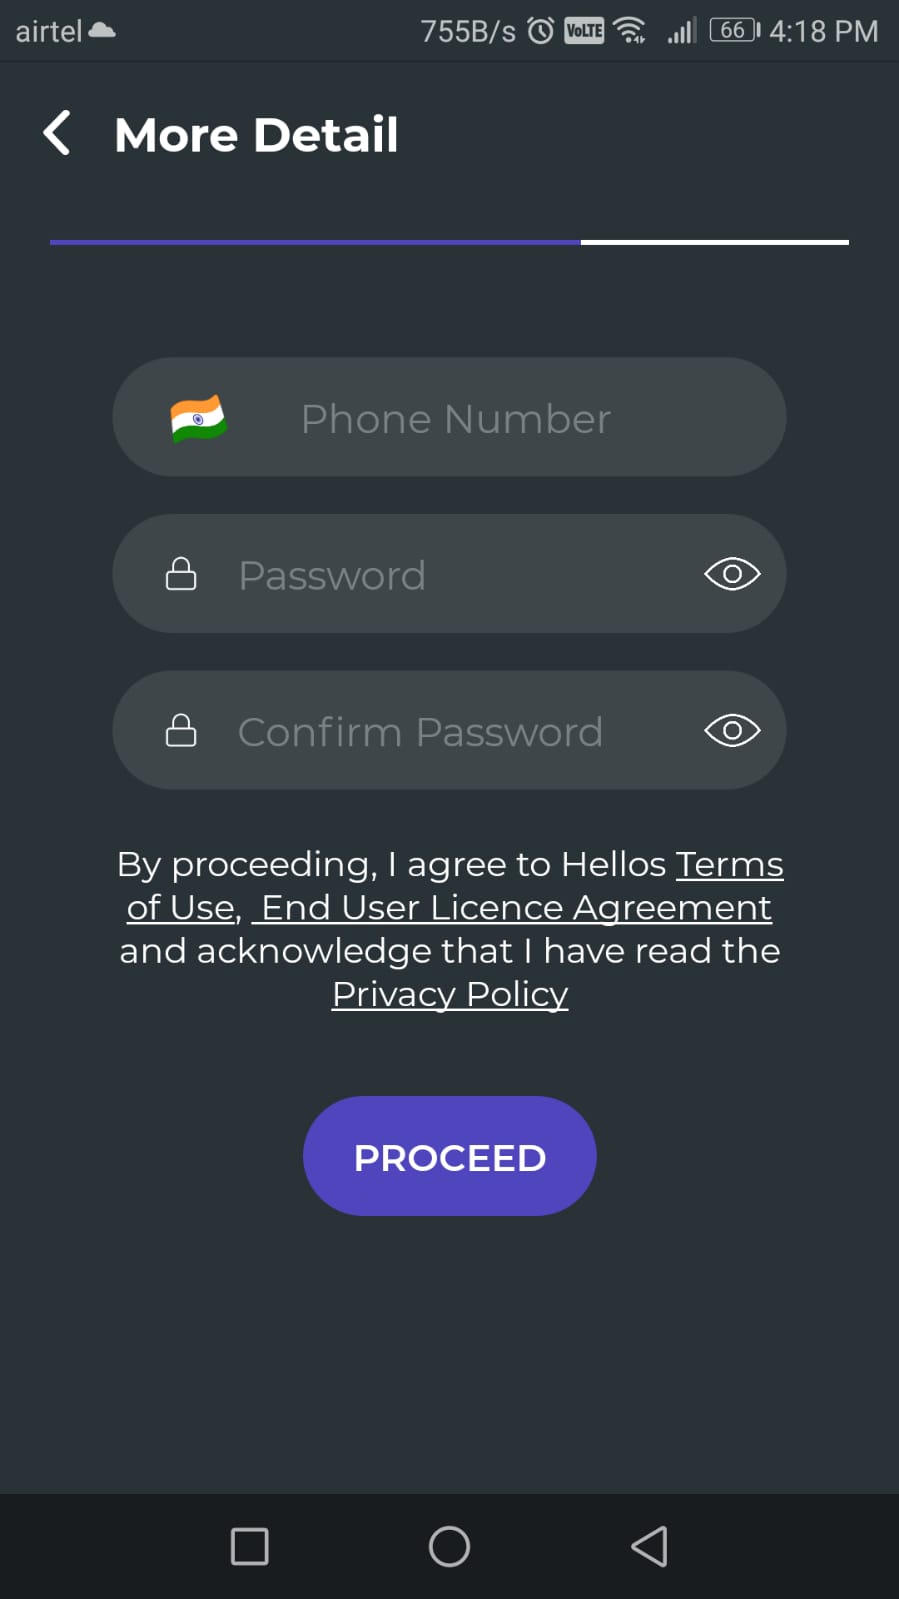 airtel 755B/s VoLTE 66 4:18 PM
More Detail
Phone Number
Password
Confirm Password
By proceeding, I agree to Hellos Terms
of Use, End User Licence Agreement
and acknowledge that I have read the
Privacy Policy
PROCEED